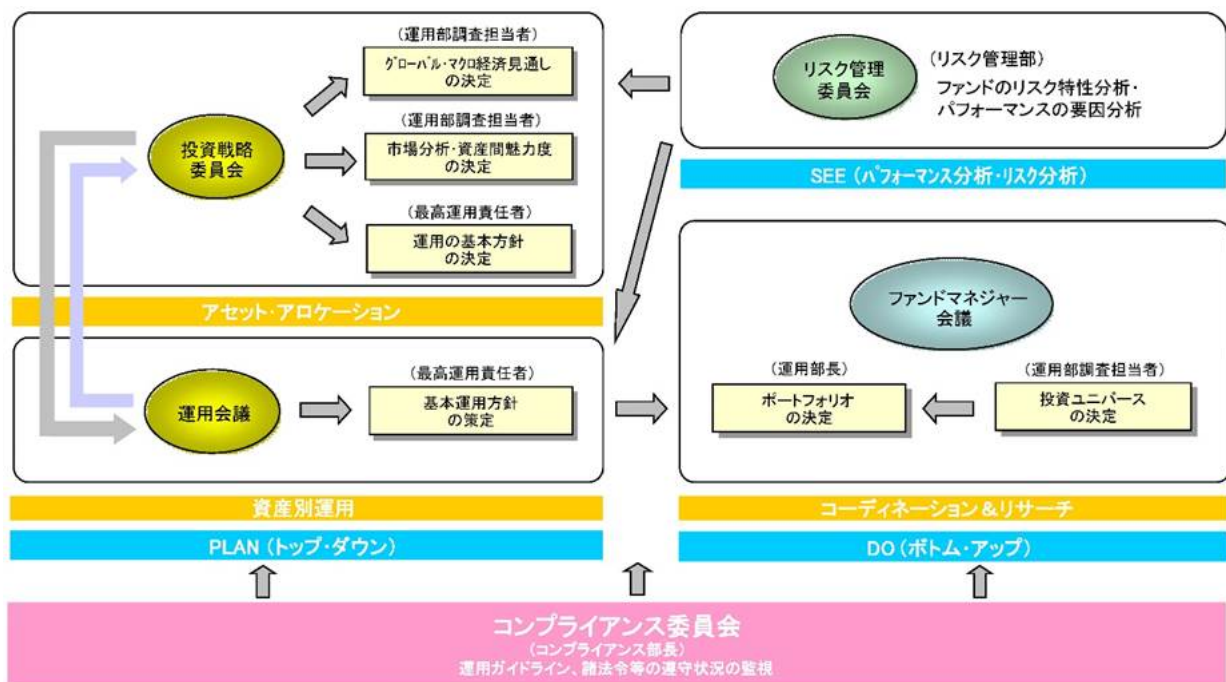 (運用部調査担当者)
グローバル・マクロ経済見通し
の決定
(運用部調査担当者)
投資戦略
委員会
市場分析・資産間魅力度
の決定
(最高運用責任者)
運用の基本方針
の決定
アセット・アロケーション
リスク管理
委員会
(リスク管理部)
ファンドのリスク特性分析・
パフォーマンスの要因分析
SEE (パフォーマンス分析・リスク分析)
運用会議
(最高運用責任者)
基本運用方針
の策定
資産別運用
PLAN (トップ・ダウン)
ファンドマネジャー
会議
(運用部長)
ポートフォリオ
の決定
(運用部調査担当者)
投資ユニバース
の決定
コーディネーション&リサーチ
DO (ボトム・アップ)
コンプライアンス委員会
(コンプライアンス部長)
運用ガイドライン、諸法令等の遵守状況の監視